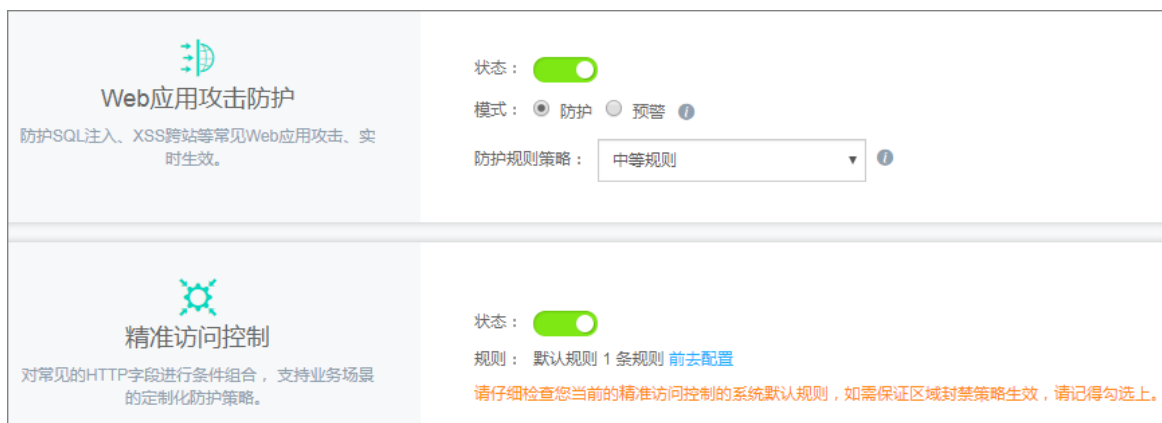 Web应用攻击防护
防护SQL注入、XSS跨站等常见Web应用攻击、实
时生效。
状态：
模式： 防护 预警
防护规则策略： 中等规则
精准访问控制
对常见的HTTP字段进行条件组合，支持业务场景
的定制化防护策略。
状态：
规则： 默认规则 1 条规则 前去配置
请仔细检查您当前的精准访问控制的系统默认规则，如需保证区域封禁策略生效，请记得勾选上。